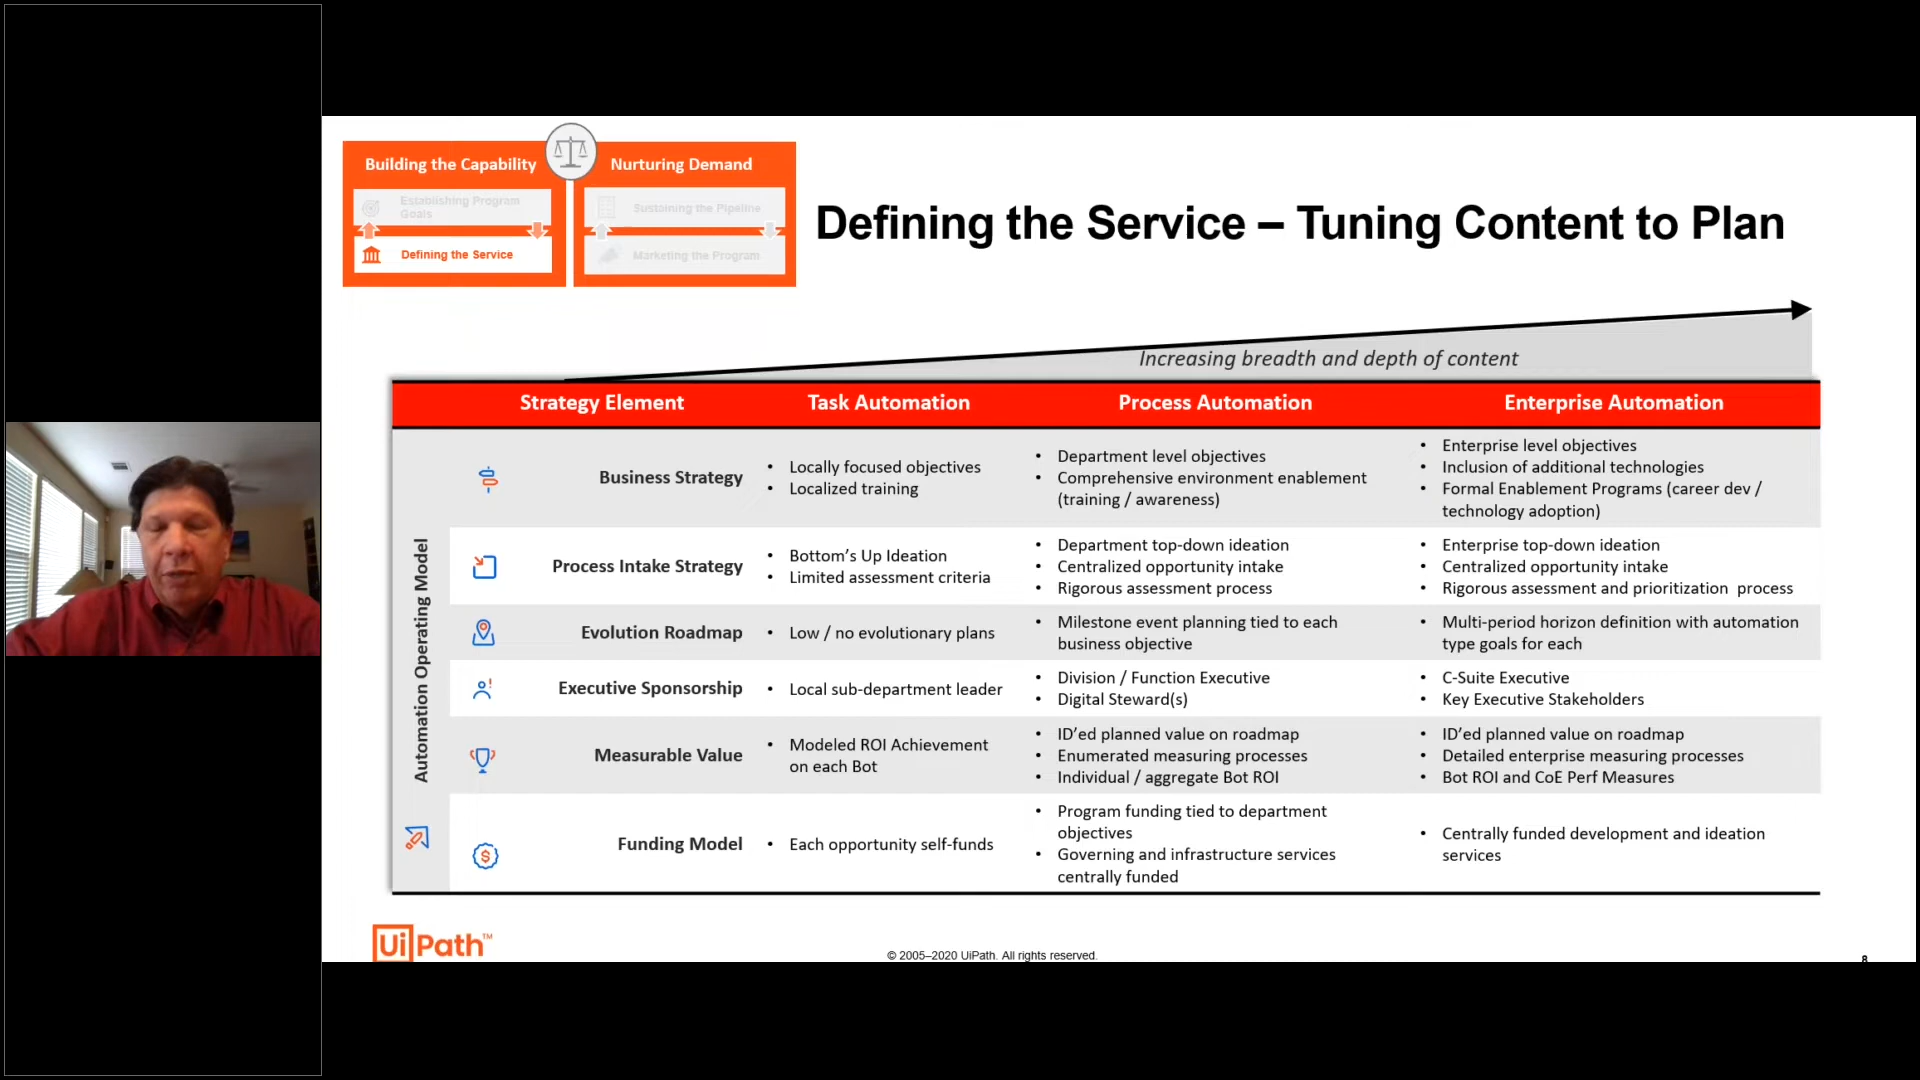 Building the Capability
Nurturing Demand
Establishing Program
Goals
Sustaining the Pipeline
Defining the Service
Marketing the Program
Defining the Service – Tuning Content to Plan
Increasing breadth and depth of content
Strategy Element
Task Automation
Process Automation
Enterprise Automation
Automation Operating Model
Business Strategy
• Locally focused objectives
• Localized training
• Department level objectives
• Comprehensive environment enablement
(training / awareness)
• Enterprise level objectives
• Inclusion of additional technologies
• Formal Enablement Programs (career dev /
technology adoption)
Process Intake Strategy
• Bottom’s Up Ideation
• Limited assessment criteria
• Department top-down ideation
• Centralized opportunity intake
• Rigorous assessment process
• Enterprise top-down ideation
• Centralized opportunity intake
• Rigorous assessment and prioritization process
Evolution Roadmap
• Low / no evolutionary plans
• Milestone event planning tied to each
business objective
• Multi-period horizon definition with automation
type goals for each
Executive Sponsorship
• Local sub-department leader
• Division / Function Executive
• Digital Steward(s)
• C-Suite Executive
• Key Executive Stakeholders
Measurable Value
• Modeled ROI Achievement
on each Bot
• ID’ed planned value on roadmap
• Enumerated measuring processes
• Individual / aggregate Bot ROI
• ID’ed planned value on roadmap
• Detailed enterprise measuring processes
• Bot ROI and CoE Perf Measures
Funding Model
• Each opportunity self-funds
• Program funding tied to department
objectives
• Governing and infrastructure services
centrally funded
• Centrally funded development and ideation
services
UiPath™
© 2005–2020 UiPath. All rights reserved.
8